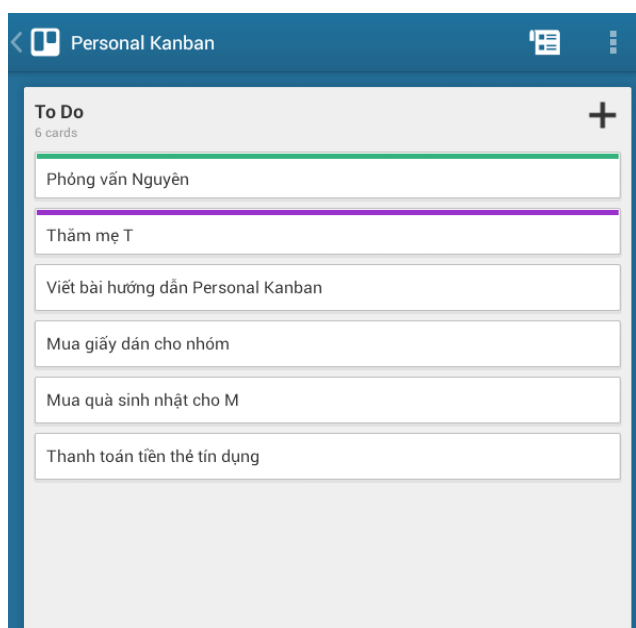 Personal Kanban
To Do
6 cards
Phỏng vấn Nguyên
Thăm mẹ T
Viết bài hướng dẫn Personal Kanban
Mua giấy dán cho nhóm
Mua quà sinh nhật cho M
Thanh toán tiền thẻ tín dụng